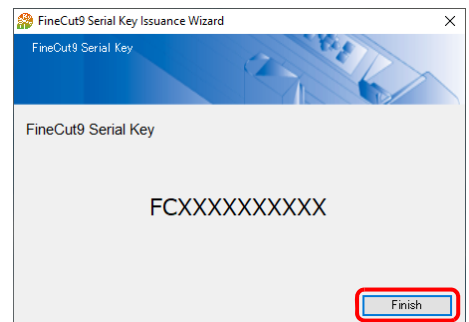 FineCut9 Serial Key Issuance Wizard
FineCut9 Serial Key
FineCut9 Serial Key
FCXXXXXXXXXX
Finish